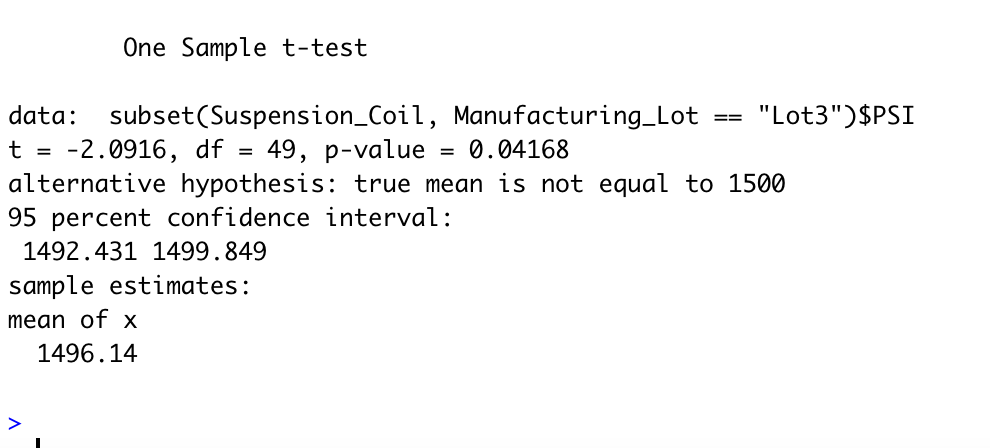 One Sample t-test
data:  subset(Suspension_Coil, Manufacturing_Lot == "Lot3")$PSI
t = -2.0916, df = 49, p-value = 0.04168
alternative hypothesis: true mean is not equal to 1500
95 percent confidence interval:
 1492.431 1499.849
sample estimates:
mean of x
  1496.14
>